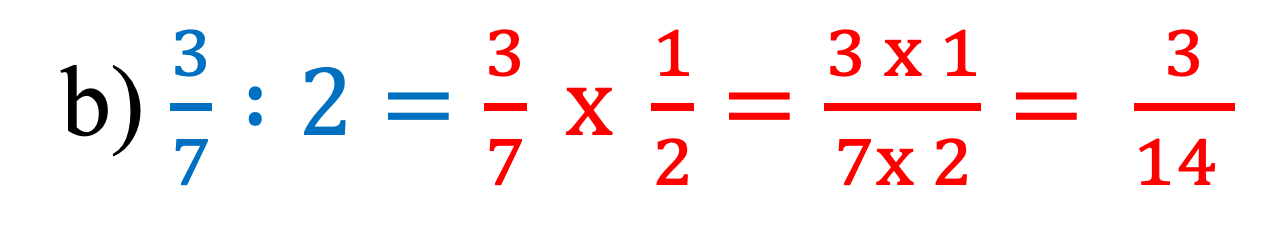 b) 3/7 : 2 = 3/7 x 1/2 = 3 x 1/7x 2 = 3/14